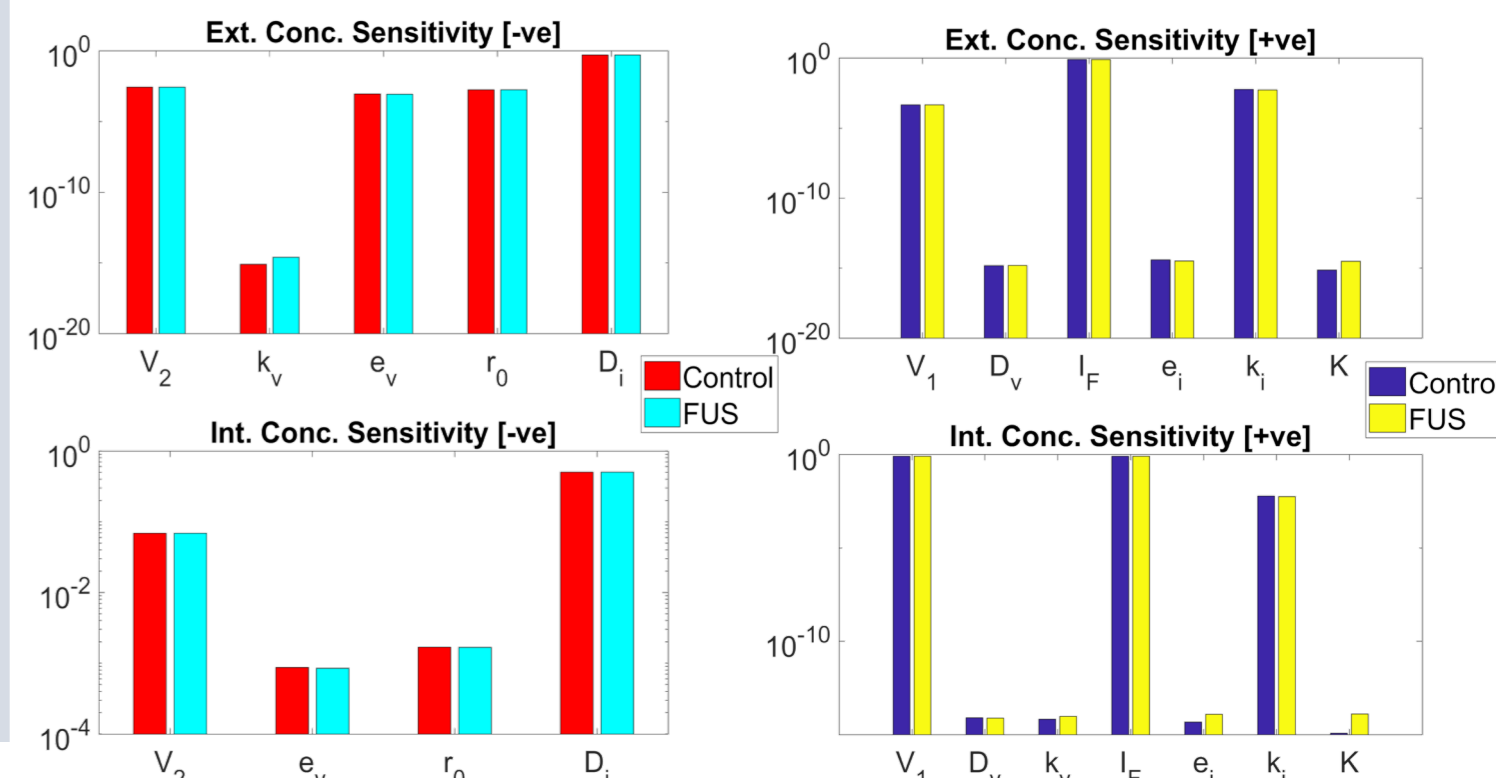 Ext. Conc. Sensitivity [-ve]
10^0
10^-10
10^-20
V_2 k_v e_v r_0 D_i
Control
FUS
Ext. Conc. Sensitivity [+ve]
10^0
10^-10
10^-20
V_1 D_v I_F e_i k_i K
Contro
FUS
Int. Conc. Sensitivity [-ve]
10^0
10^-2
10^-4
V_2 e_v r_0 D_i
Int. Conc. Sensitivity [+ve]
10^0
10^-10
V_1 D_v k_v I_F e_i k_i K